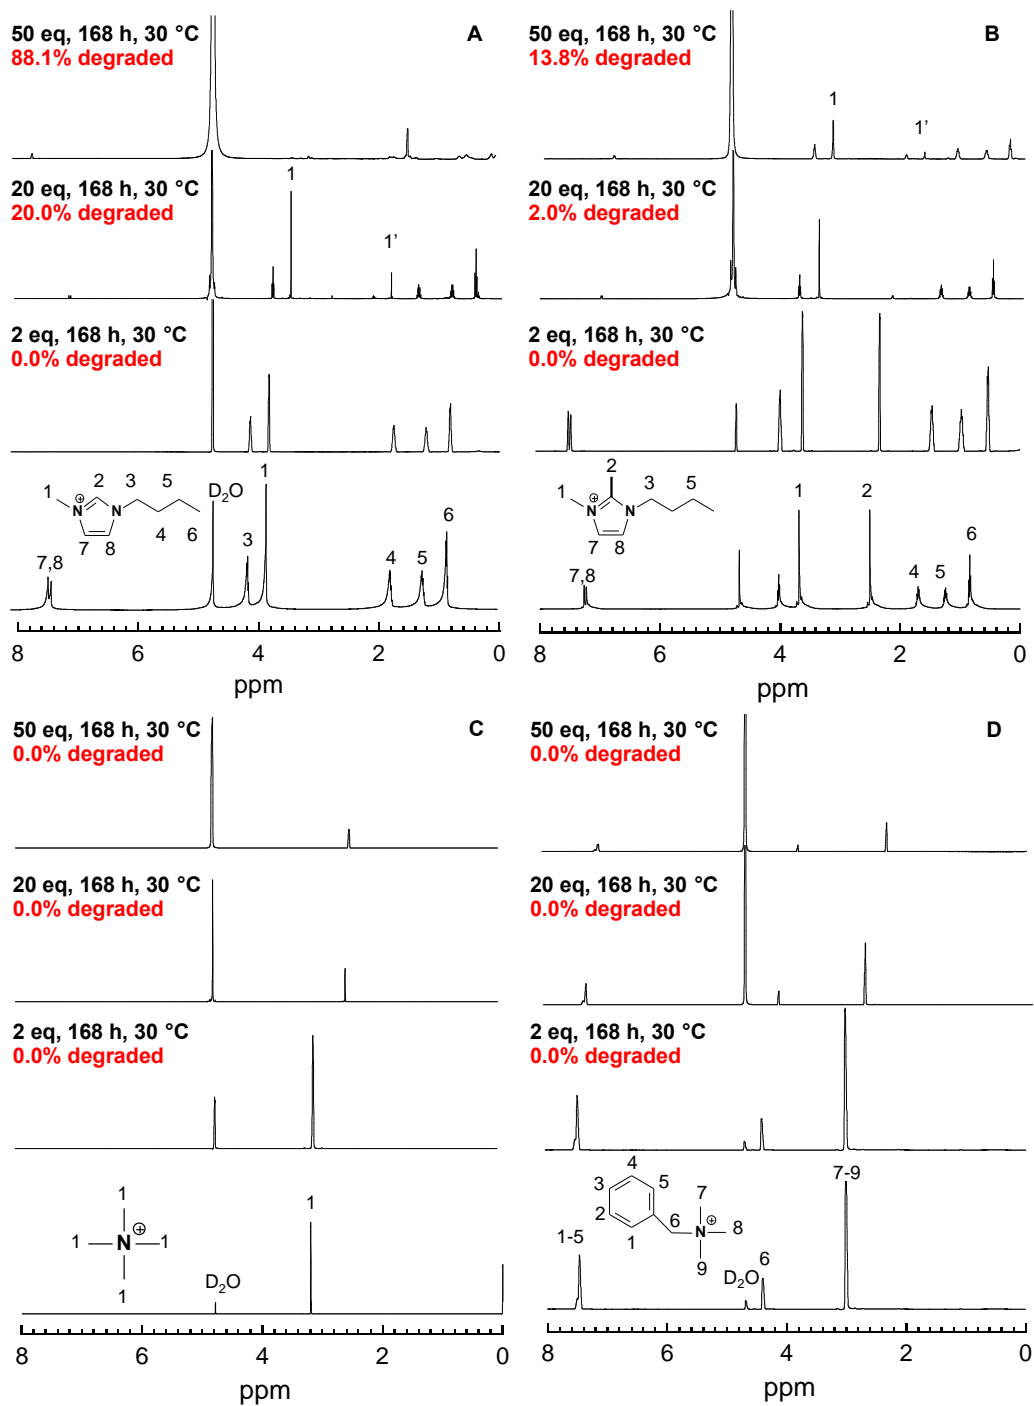 50 eq, 168 h, 30 °C
88.1% degraded
A
20 eq, 168 h, 30 °C
20.0% degraded
1
1'
2 eq, 168 h, 30 °C
0.0% degraded
1
2
3
5
N
⊕
N
4
6
7
8
7,8
D2O
3
1
4
5
6
8
6
4
2
0
ppm
50 eq, 168 h, 30 °C
13.8% degraded
B
1
1'
20 eq, 168 h, 30 °C
2.0% degraded
2 eq, 168 h, 30 °C
0.0% degraded
2
1
3
5
N
⊕
N
4
6
7
8
7,8
1
2
4
5
6
8
6
4
2
0
ppm
50 eq, 168 h, 30 °C
0.0% degraded
C
20 eq, 168 h, 30 °C
0.0% degraded
2 eq, 168 h, 30 °C
0.0% degraded
1
⊕
1
N
1
1
D2O
1
8
6
4
2
0
ppm
50 eq, 168 h, 30 °C
0.0% degraded
D
20 eq, 168 h, 30 °C
0.0% degraded
2 eq, 168 h, 30 °C
0.0% degraded
4
3
5
2
1
6
7
⊕
N
8
9
1-5
D2O
6
7-9
8
6
4
2
0
ppm